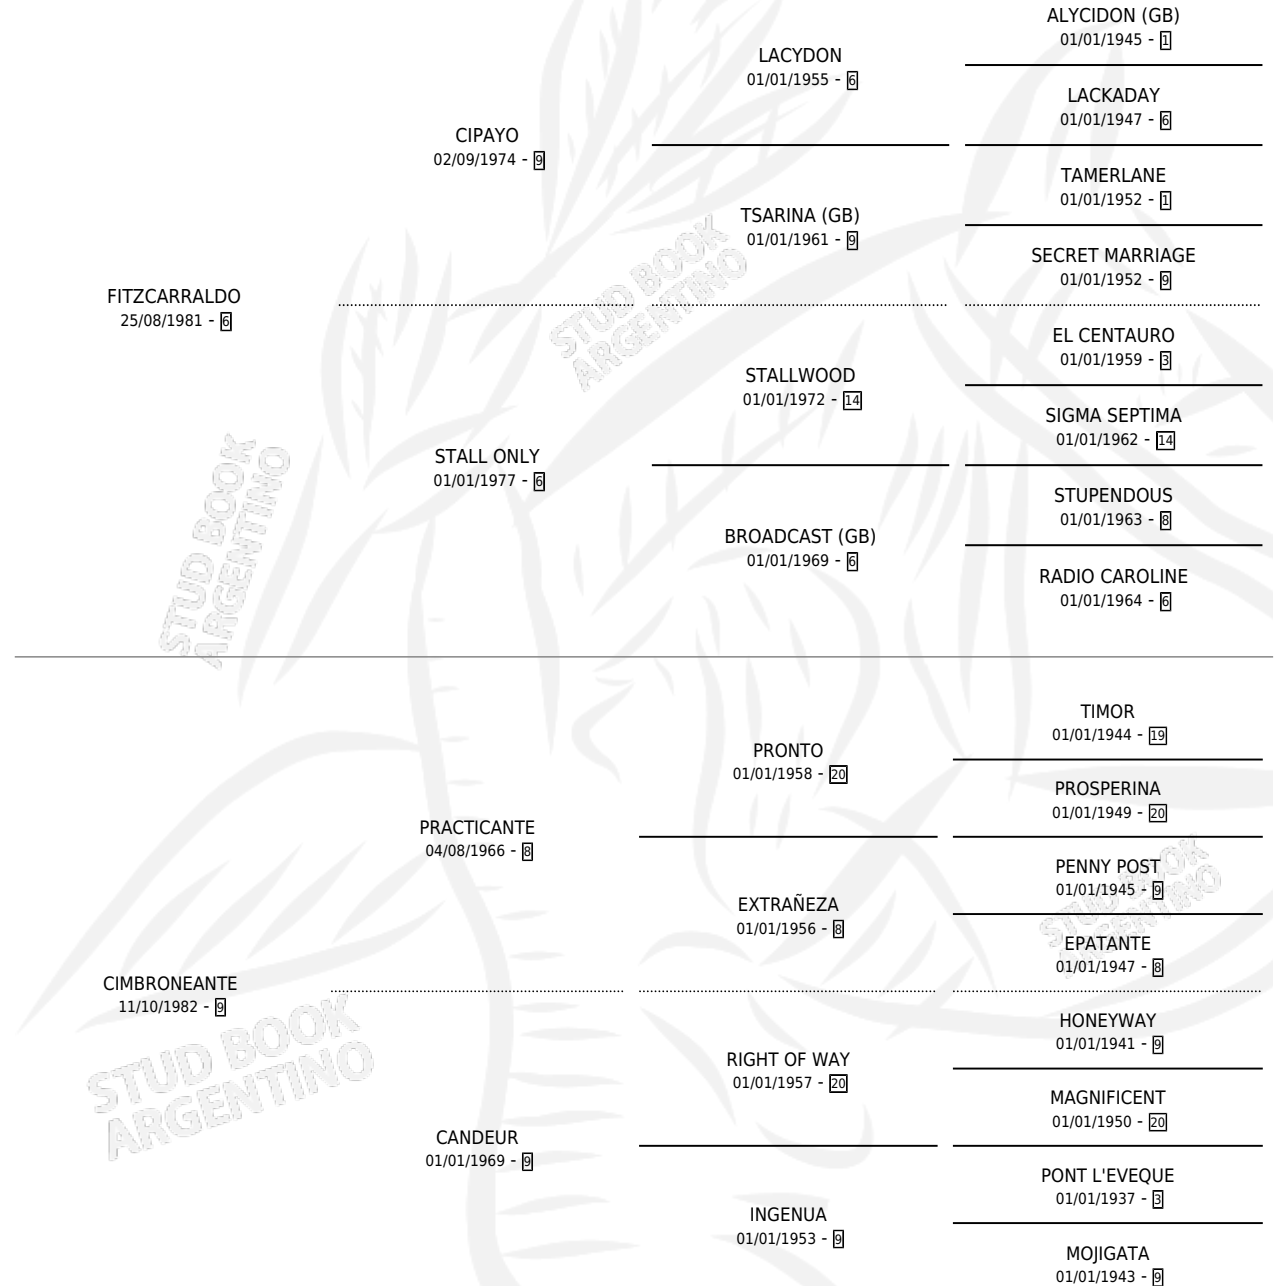 ALYCIDON (GB)
01/01/1945 - 1
LACYDON
01/01/1955 - 6
LACKADAY
01/01/1947 - 6
CIPAYO
02/09/1974 - 9
TAMERLANE
01/01/1952 - 1
TSARINA (GB)
01/01/1961 - 9
SECRET MARRIAGE
01/01/1952 - 9
FITZCARRALDO
25/08/1981 - 6
EL CENTAURO
01/01/1959 - 3
STALLWOOD
01/01/1972 - 14
SIGMA SEPTIMA
01/01/1962 - 14
STALL ONLY
01/01/1977 - 6
STUPENDOUS
01/01/1963 - 8
BROADCAST (GB)
01/01/1969 - 6
RADIO CAROLINE
01/01/1964 - 6
TIMOR
01/01/1944 - 19
PRONTO
01/01/1958 - 20
PROSPERINA
01/01/1949 - 20
PRACTICANTE
04/08/1966 - 8
PENNY POST
01/01/1945 - 9
EXTRAÑEZA
01/01/1956 - 8
EPATANTE
01/01/1947 - 8
CIMBRONEANTE
11/10/1982 - 9
HONEYWAY
01/01/1941 - 9
RIGHT OF WAY
01/01/1957 - 20
MAGNIFICENT
01/01/1950 - 20
CANDEUR
01/01/1969 - 9
PONT L'EVEQUE
01/01/1937 - 3
INGENUA
01/01/1953 - 9
MOJIGATA
01/01/1943 - 9
STUD BOOK
ARGENTINO
STUD BOOK
ARGENTINO
STUD BOOK
ARGENTINO
STUD BOOK
ARGENTINO